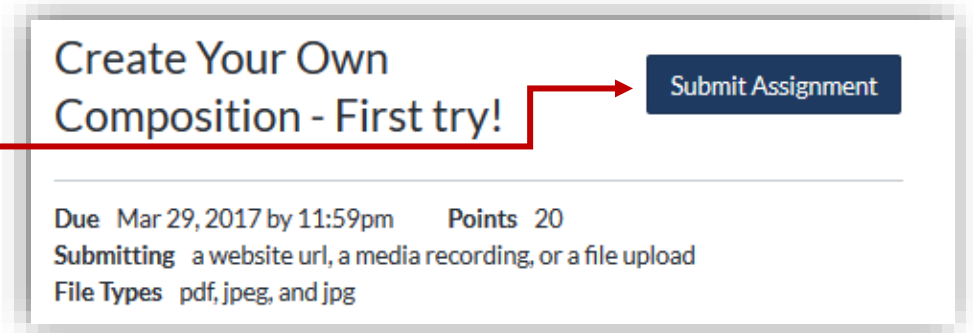 Create Your Own
Composition - First try!
Submit Assignment
Due Mar 29, 2017 by 11:59pm Points 20
Submitting a website url, a media recording, or a file upload
File Types pdf, jpeg, and jpg